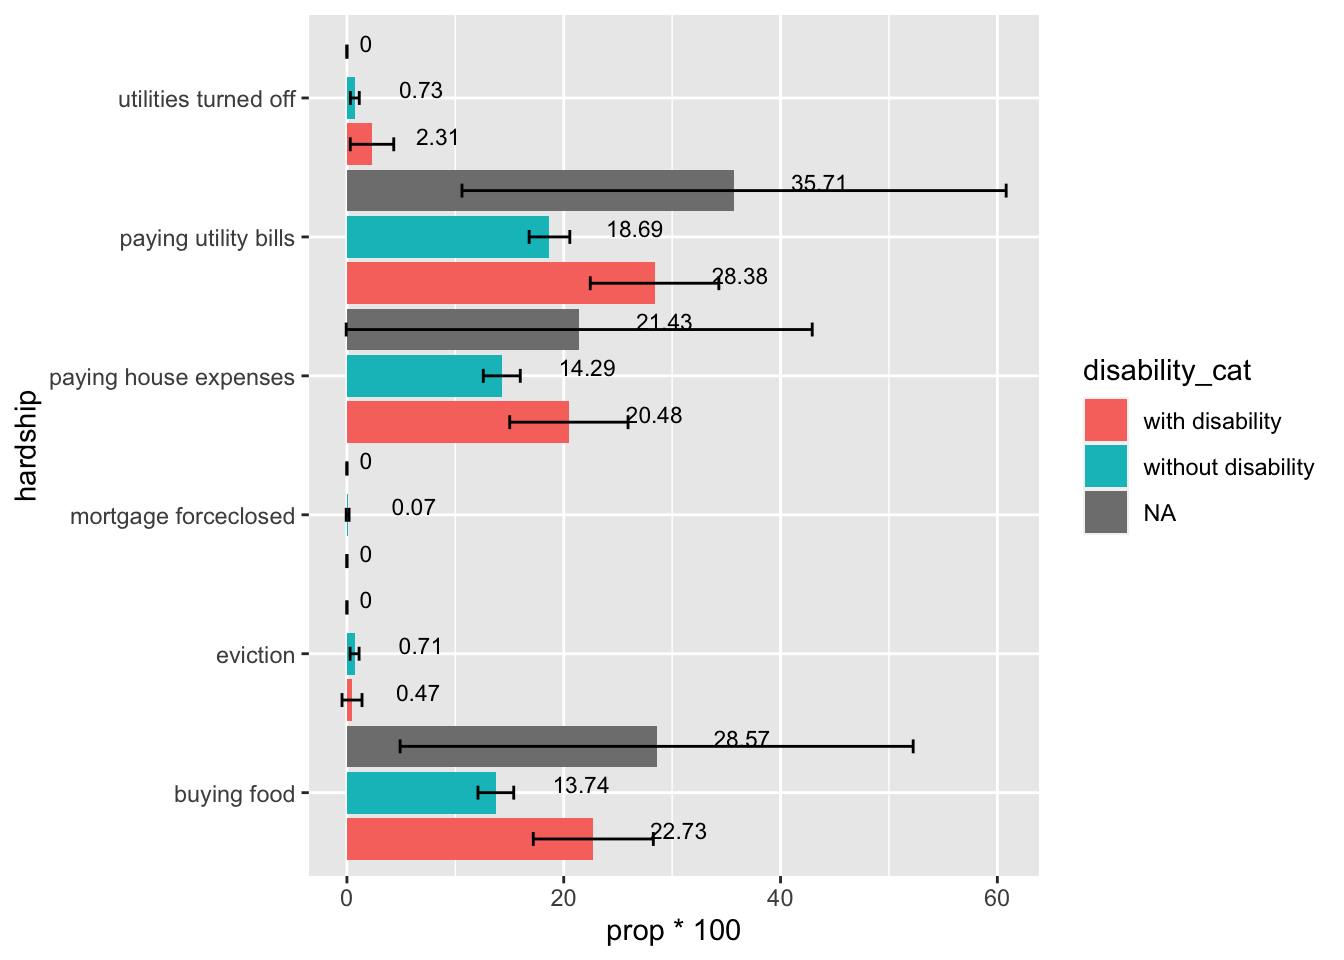 0
utilities turned off
0.73
2.31
35.71
paying utility bills
18.69
28.38
21.43
paying house expenses
14.29
20.48
0
mortgage forceclosed
0.07
0
0
eviction
0.71
0.47
28.57
buying food
13.74
22.73
0 20 40 60
prop * 100
hardship
disability_cat
with disability
without disability
NA